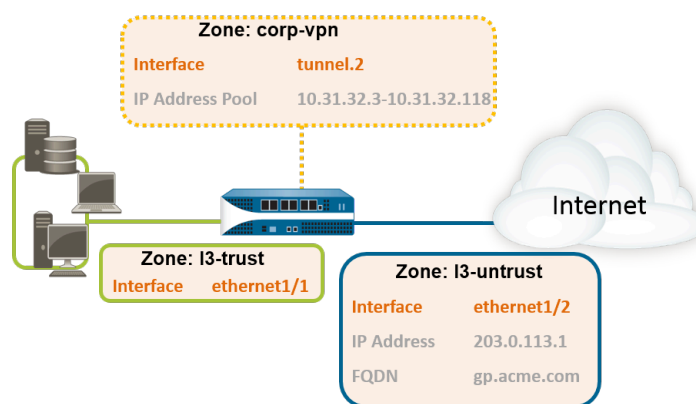 Zone: corp-vpn
Interface tunnel.2
IP Address Pool 10.31.32.3-10.31.32.118
Internet
Zone: l3-trust
Interface ethernet1/1
Zone: l3-untrust
Interface ethernet1/2
IP Address 203.0.113.1
FQDN gp.acme.com